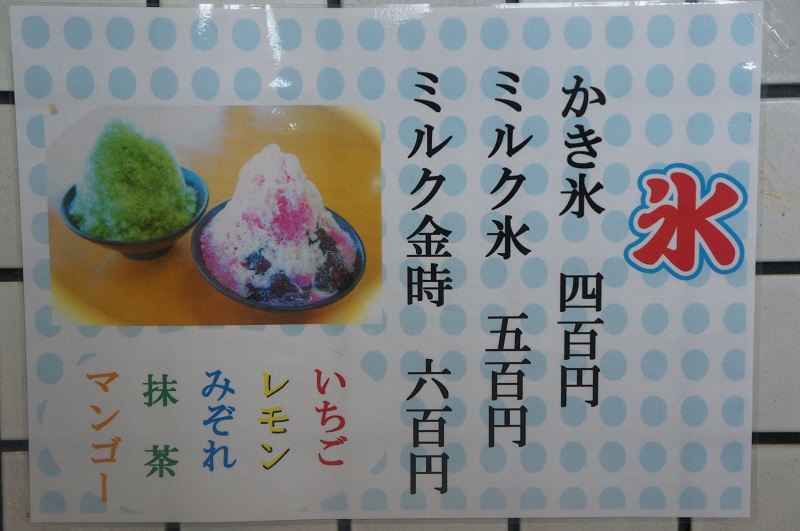 氷
かき氷 四百円
ミルク氷 五百円
ミルク金時 六百円
いちご
レモン
みぞれ
抹茶
マンゴー